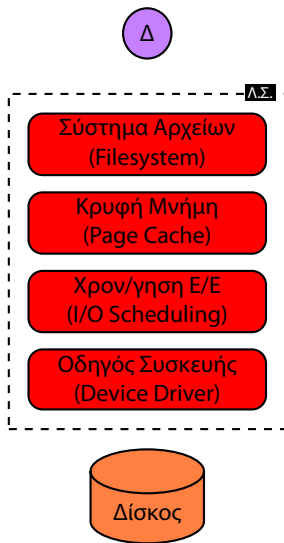 Δ
Λ.Σ.
Σύστημα Αρχείων
(Filesystem)
Κρυφή Μνήμη
(Page Cache)
Χρον/γηση Ε/Ε
(I/O Scheduling)
Οδηγός Συσκευής
(Device Driver)
Δίσκος